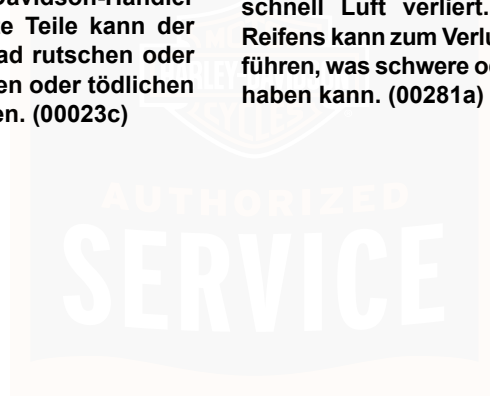 Davidson-Händler
te Teile kann der
ad rutschen oder
en oder tödlichen
en. (00023c)
schnell Luft verliert.
Reifens kann zum Verlu
führen, was schwere o
haben kann. (00281a)
AUTHORIZED
SERVICE